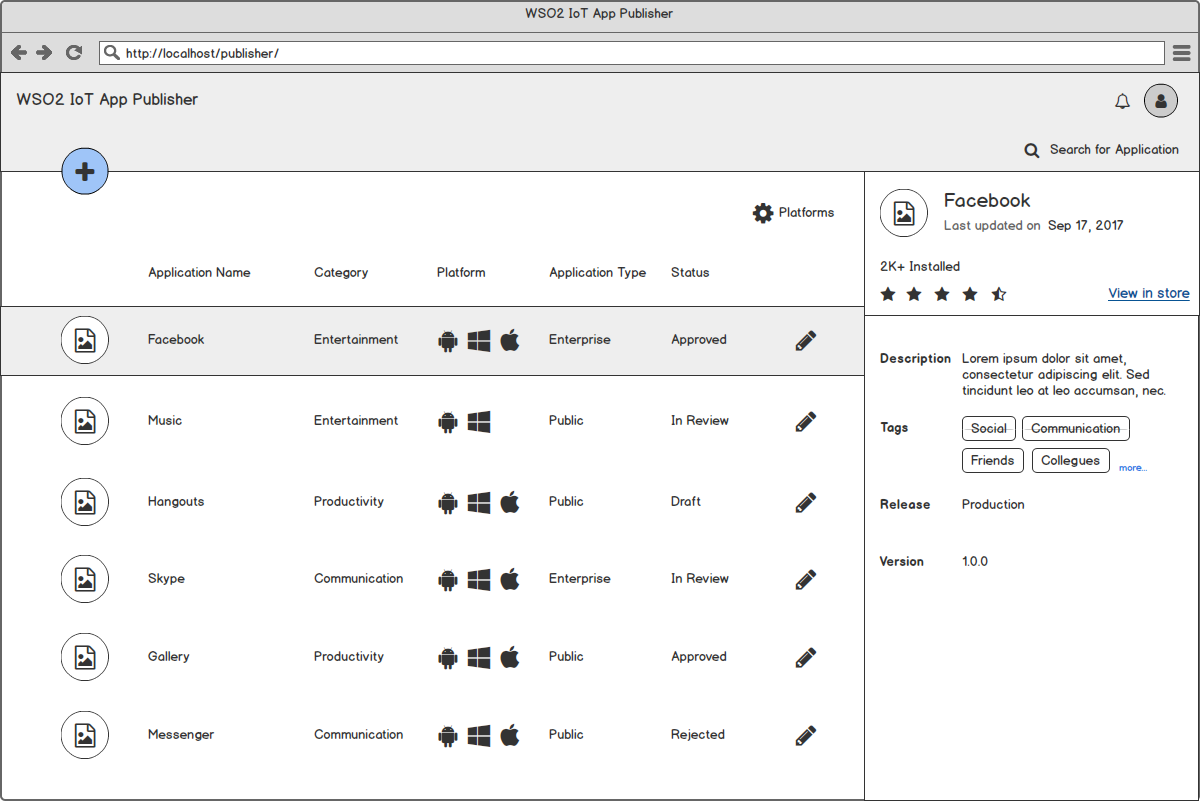 WSO2 IoT App Publisher
http://localhost/publisher/
WSO2 IoT App Publisher
Search for Application
Platforms
Application Name Category Platform Application Type Status
Facebook Entertainment Enterprise Approved
Music Entertainment Public In Review
Hangouts Productivity Public Draft
Skype Communication Enterprise In Review
Gallery Productivity Public Approved
Messenger Communication Public Rejected
Facebook
Last updated on Sep 17, 2017
2K+ Installed
View in store
Description Lorem ipsum dolor sit amet,
consectetur adipiscing elit. Sed
tincidunt leo at leo accumsan, nec.
Tags Social Communication
Friends Collegues more...
Release Production
Version 1.0.0